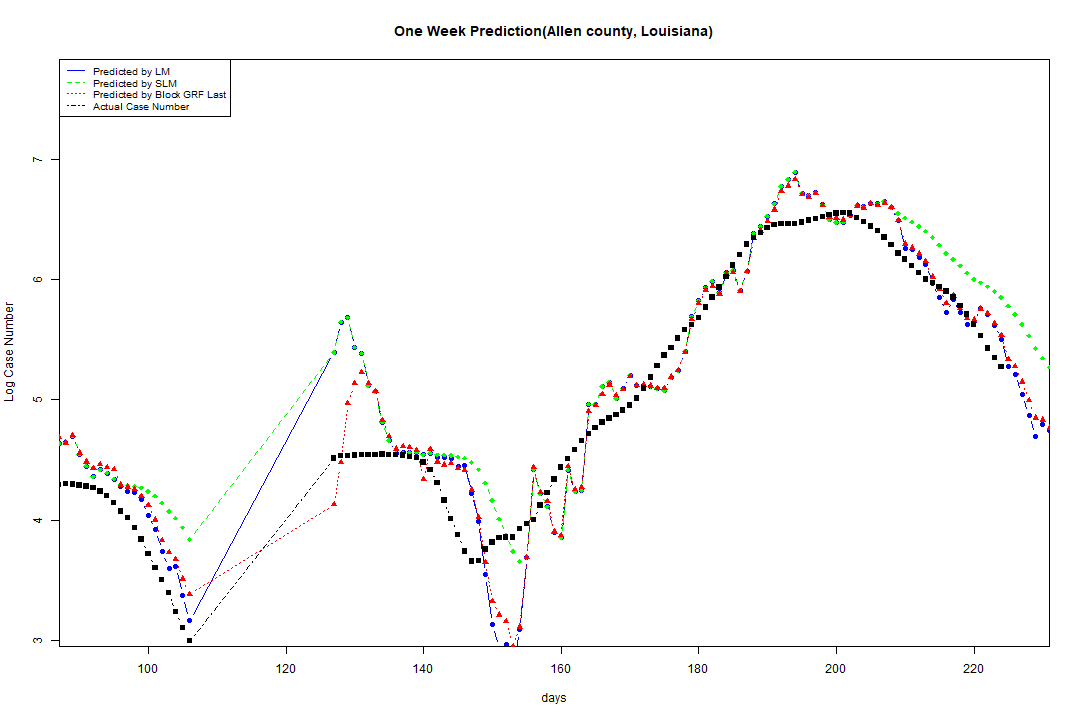 One Week Prediction(Allen county, Louisiana)
Predicted by LM
Predicted by SLM
Predicted by Block GRF Last
Actual Case Number
7
6
5
4
3
Log Case Number
100 120 140 160 180 200 220
days